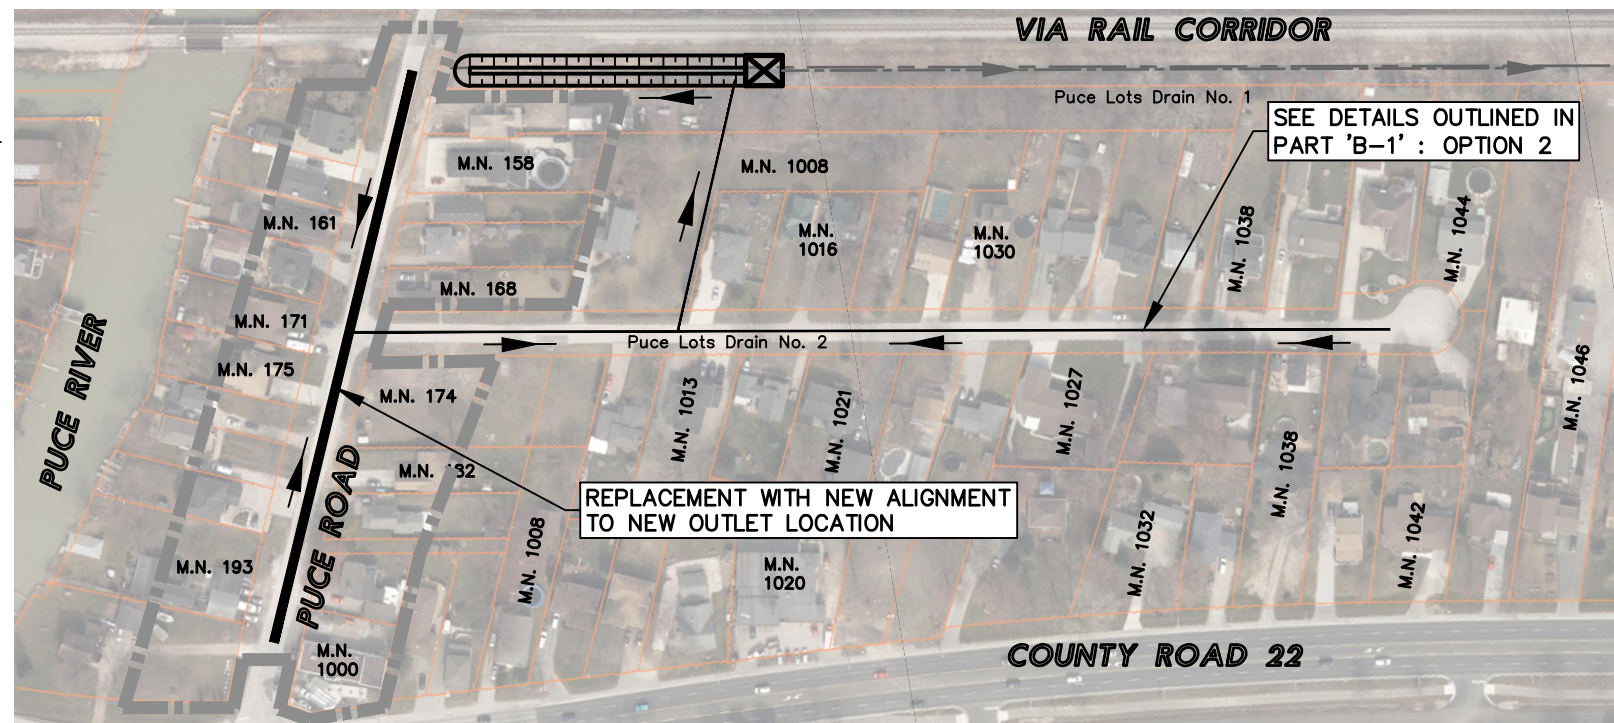 VIA RAIL CORRIDOR
Puce Lots Drain No. 1
SEE DETAILS OUTLINED IN
PART 'B-1' : OPTION 2
M.N. 158
M.N. 1008
M.N. 161
M.N.
1016
M.N.
1030
M.N. 1038
M.N. 1044
M.N. 168
M.N. 171
Puce Lots Drain No. 2
PUCE RIVER
M.N. 175
M.N. 174
M.N. 1013
M.N. 1021
M.N. 1027
M.N. 1046
M.N.
M.N. 1038
PUCE ROAD
REPLACEMENT WITH NEW ALIGNMENT
TO NEW OUTLET LOCATION
M.N. 193
M.N. 1008
M.N.
1020
M.N. 1032
M.N. 1042
M.N.
1000
COUNTY ROAD 22